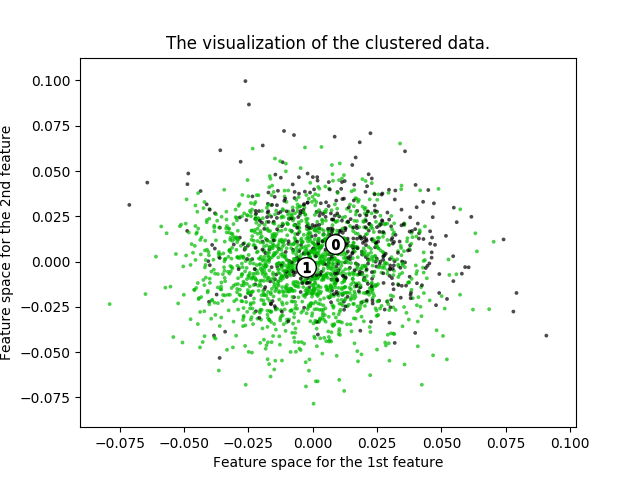 The visualization of the clustered data.
Feature space for the 2nd feature
0.100
0.075
0.050
0.025
0.000
−0.025
−0.050
−0.075
0
1
−0.075 −0.050 −0.025 0.000 0.025 0.050 0.075 0.100
Feature space for the 1st feature